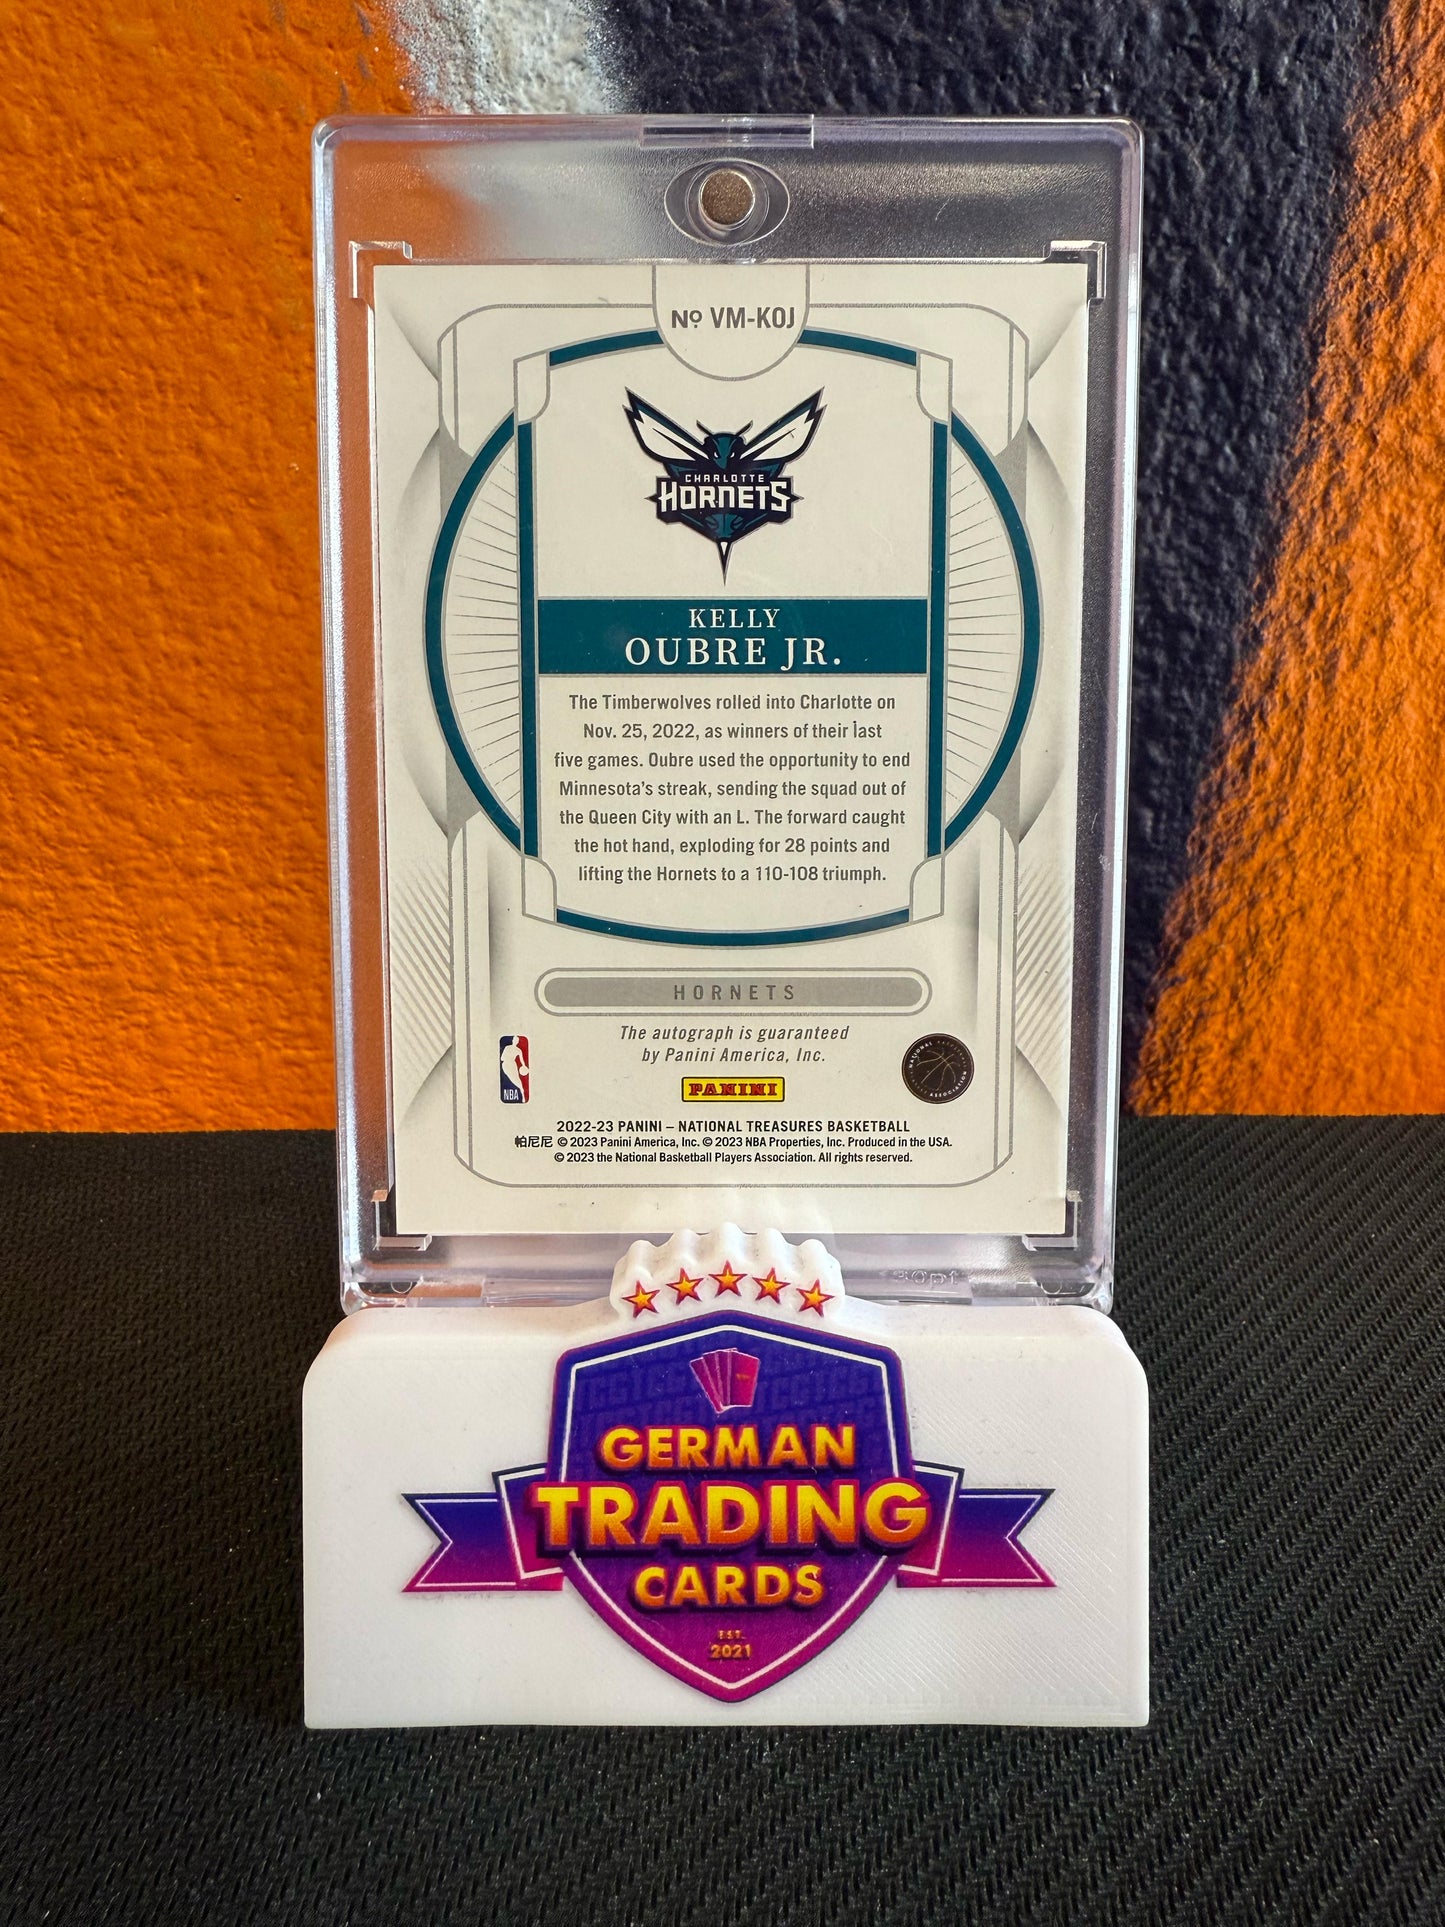 Nº VM-KOJ
CHARLOTTE
HORNETS
KELLY
OUBRE JR.
The Timberwolves rolled into Charlotte on
Nov. 25, 2022, as winners of their last
five games. Oubre used the opportunity to end
Minnesota's streak, sending the squad out of
the Queen City with an L. The forward caught
the hot hand, exploding for 28 points and
lifting the Hornets to a 110-108 triumph.
HORNETS
The autograph is guaranteed
by Panini America, Inc.
NBA
PANINI
NATIONAL BASKETBALL PLAYERS ASSOCIATION
2022-23 PANINI – NATIONAL TREASURES BASKETBALL
帕尼尼 © 2023 Panini America, Inc. © 2023 NBA Properties, Inc. Produced in the USA.
© 2023 the National Basketball Players Association. All rights reserved.
GERMAN
TRADING
CARDS
EST.
2021